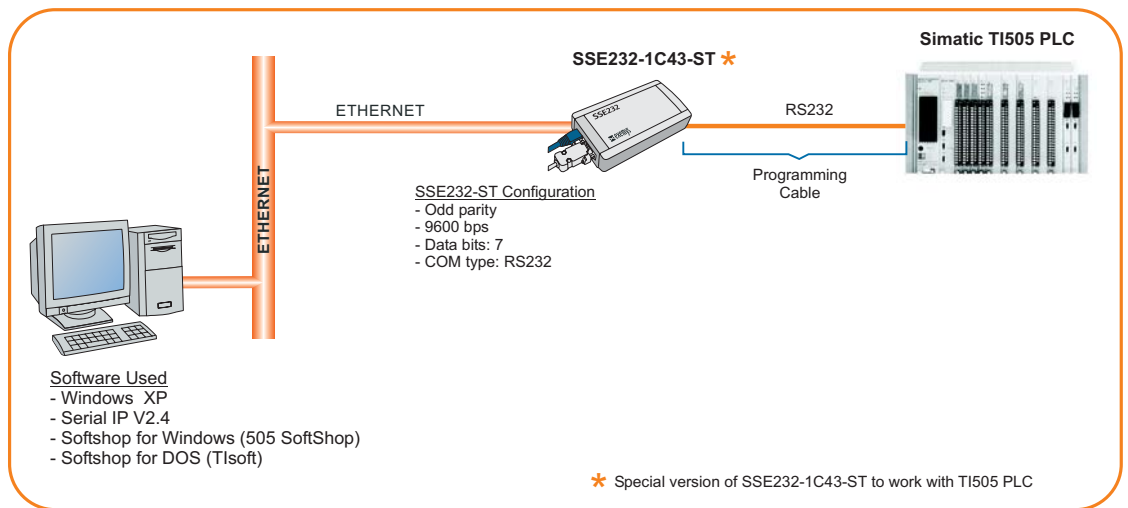 Simatic TI505 PLC
SSE232-1C43-ST *
ETHERNET
RS232
SSE232
exemys
Programming
Cable
ETHERNET
SSE232-ST Configuration
- Odd parity
- 9600 bps
- Data bits: 7
- COM type: RS232
Software Used
- Windows XP
- Serial IP V2.4
- Softshop for Windows (505 SoftShop)
- Softshop for DOS (TIsoft)
* Special version of SSE232-1C43-ST to work with TI505 PLC